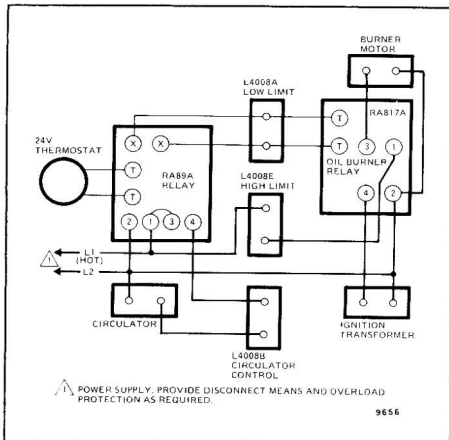 BURNER
MOTOR
L4008A
LOW LIMIT
RA817A
T
3
1
T
OIL BURNER
RELAY
4
2
24V
THERMOSTAT
X
X
T
T
RA89A
RELAY
2
1
3
4
L4008E
HIGH LIMIT
1
L1
(HOT)
L2
CIRCULATOR
L4008B
CIRCULATOR
CONTROL
IGNITION
TRANSFORMER
1 POWER SUPPLY. PROVIDE DISCONNECT MEANS AND OVERLOAD
PROTECTION AS REQUIRED.
9656